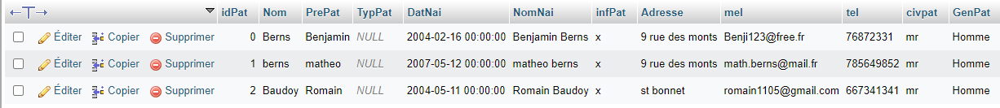 ←T→ idPat Nom PrePat TypPat DatNai NomNai infPat Adresse mel tel civpat GenPat
Éditer Copier Supprimer 0 Berns Benjamin NULL 2004-02-16 00:00:00 Benjamin Berns x 9 rue des monts Benji123@free.fr 76872331 mr Homme
Éditer Copier Supprimer 1 berns matheo NULL 2007-05-12 00:00:00 matheo berns x 9 rue des monts math.berns@mail.fr 785649852 mr Homme
Éditer Copier Supprimer 2 Baudoy Romain NULL 2004-05-11 00:00:00 Romain Baudoy x st bonnet romain1105@gmail.com 667341341 mr Homme